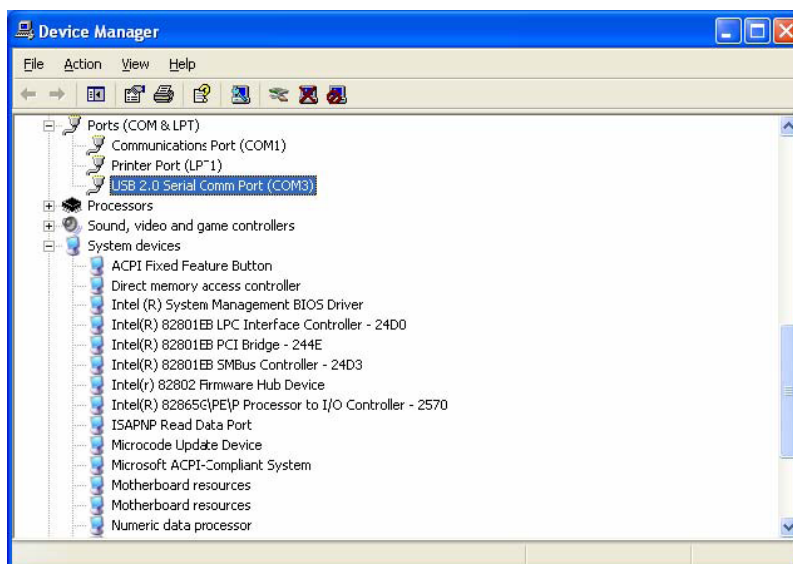 Device Manager
File Action View Help
Ports (COM & LPT)
Communications Port (COM1)
Printer Port (LPT1)
USB 2.0 Serial Comm Port (COM3)
Processors
Sound, video and game controllers
System devices
ACPI Fixed Feature Button
Direct memory access controller
Intel (R) System Management BIOS Driver
Intel(R) 82801EB LPC Interface Controller - 24D0
Intel(R) 82801EB PCI Bridge - 244E
Intel(R) 82801EB SMBus Controller - 24D3
Intel(r) 82802 Firmware Hub Device
Intel(R) 82865G\PE\P Processor to I/O Controller - 2570
ISAPNP Read Data Port
Microcode Update Device
Microsoft ACPI-Compliant System
Motherboard resources
Motherboard resources
Numeric data processor